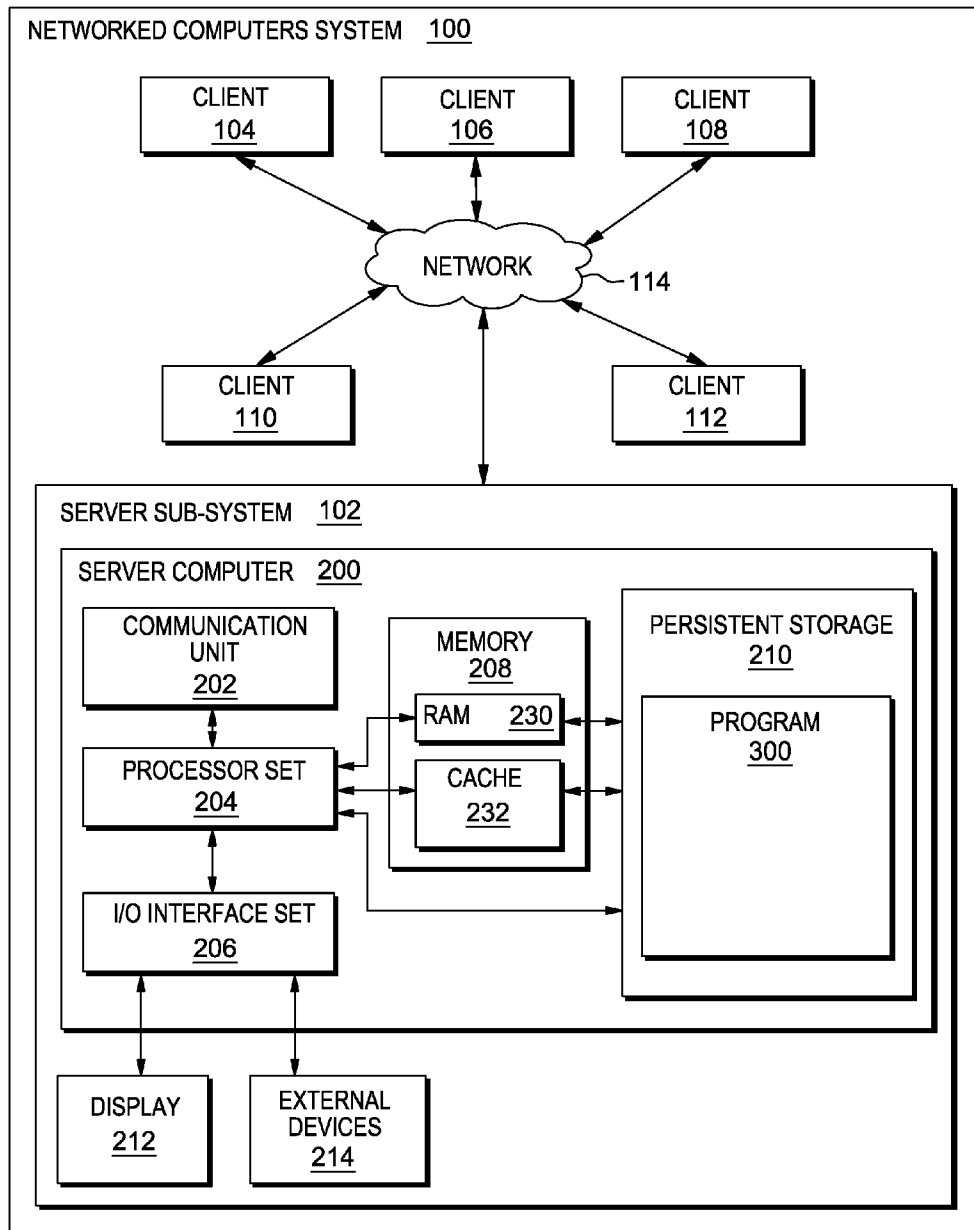 NETWORKED COMPUTERS SYSTEM 100
CLIENT
104
CLIENT
106
CLIENT
108
NETWORK
114
CLIENT
110
CLIENT
112
SERVER SUB-SYSTEM 102
SERVER COMPUTER 200
COMMUNICATION
UNIT
202
PROCESSOR SET
204
I/O INTERFACE SET
206
MEMORY
208
RAM 230
CACHE
232
PERSISTENT STORAGE
210
PROGRAM
300
DISPLAY
212
EXTERNAL
DEVICES
214